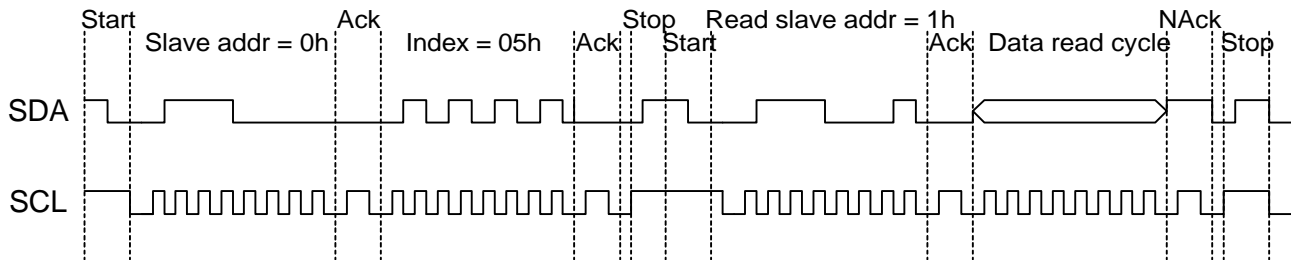 Start Ack Stop Read slave addr = 1h NAck
Slave addr = 0h Index = 05h Ack Start Ack Data read cycle Stop
SDA
SCL